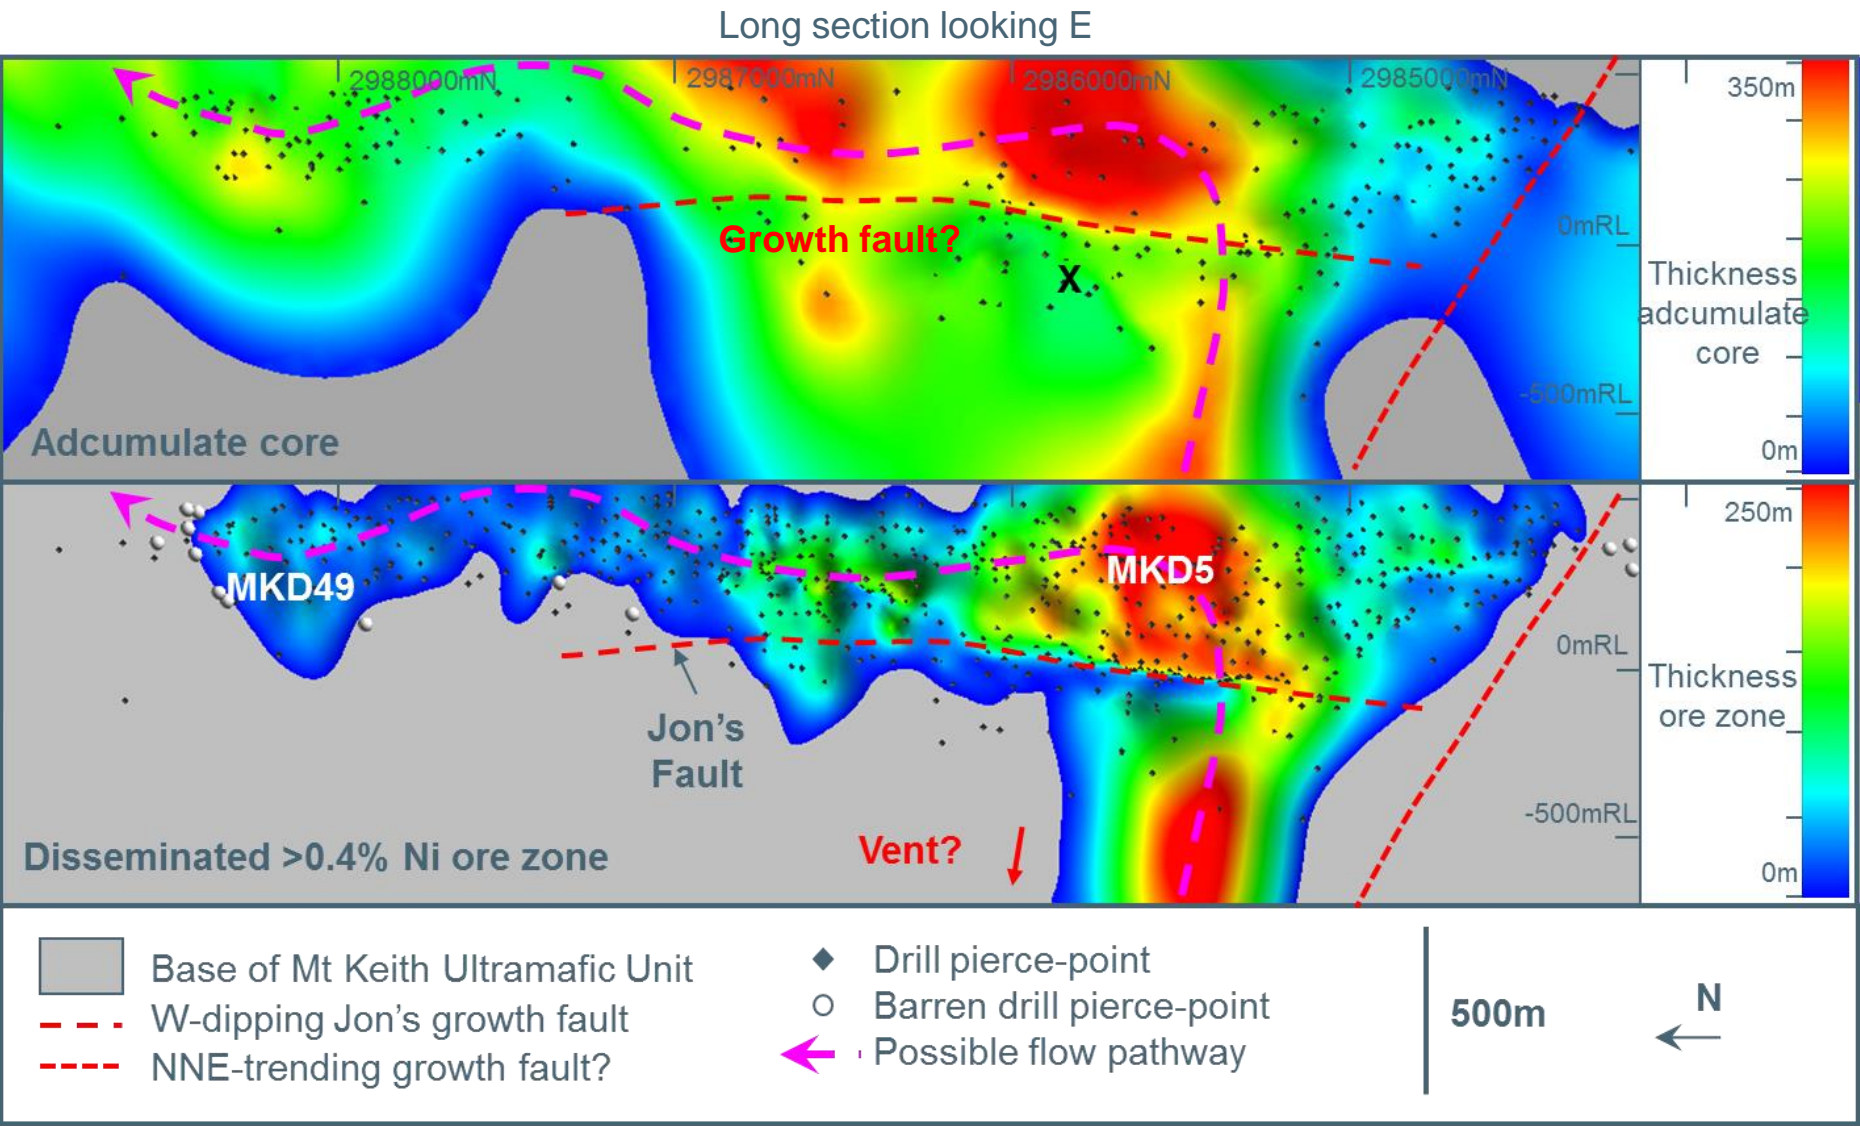 Long section looking E
2988000mN
2987000mN
2986000mN
2985000mN
350m
Growth fault?
X
0mRL
Thickness
adcumulate
core
-500mRL
Adcumulate core
0m
250m
MKD49
MKD5
0mRL
Thickness
ore zone
Jon's
Fault
-500mRL
Vent?
Disseminated >0.4% Ni ore zone
0m
Base of Mt Keith Ultramafic Unit
W-dipping Jon's growth fault
NNE-trending growth fault?
Drill pierce-point
Barren drill pierce-point
Possible flow pathway
500m
N